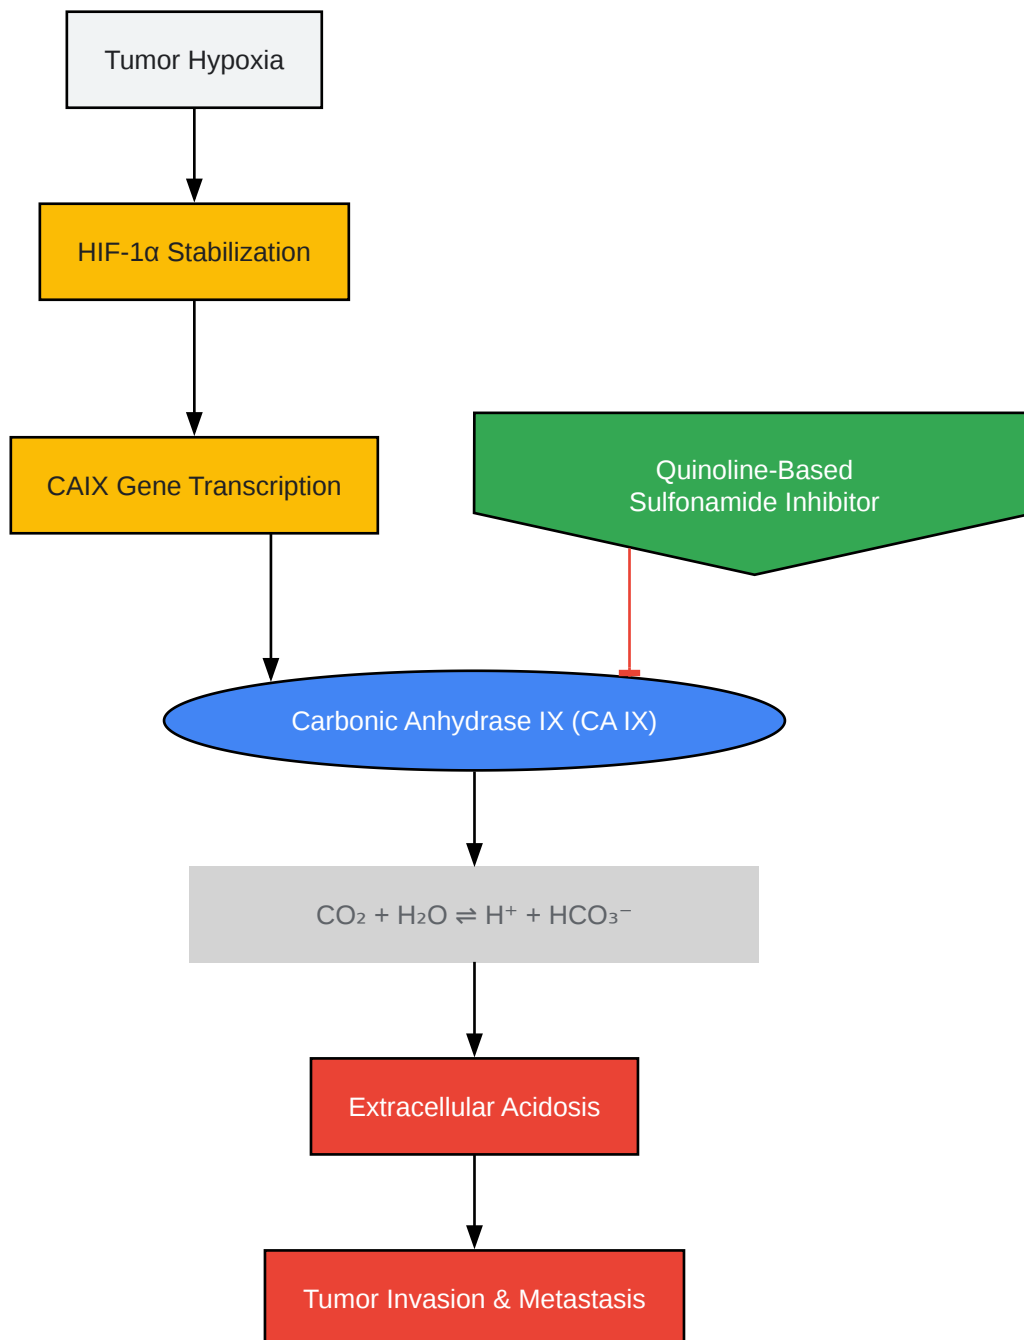 Tumor Hypoxia
HIF-1α Stabilization
CAIX Gene Transcription
Quinoline-Based
Sulfonamide Inhibitor
Carbonic Anhydrase IX (CA IX)
CO₂ + H₂O ⇌ H⁺ + HCO₃⁻
Extracellular Acidosis
Tumor Invasion & Metastasis